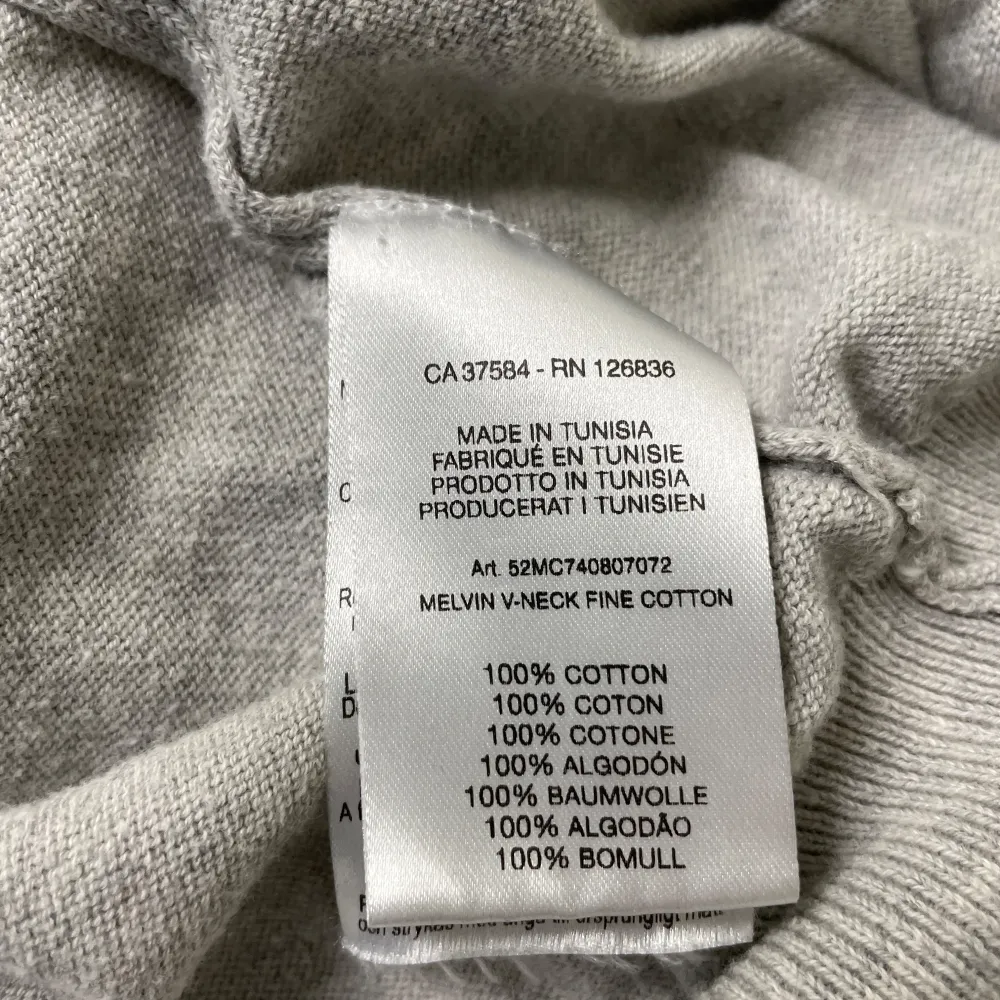 CA 37584 - RN 126836
MADE IN TUNISIA
FABRIQUÉ EN TUNISIE
PRODOTTO IN TUNISIA
PRODUCERAT I TUNISIEN
Art. 52MC740807072
MELVIN V-NECK FINE COTTON
100% COTTON
100% COTON
100% COTONE
100% ALGODÓN
100% BAUMWOLLE
100% ALGODÃO
100% BOMULL